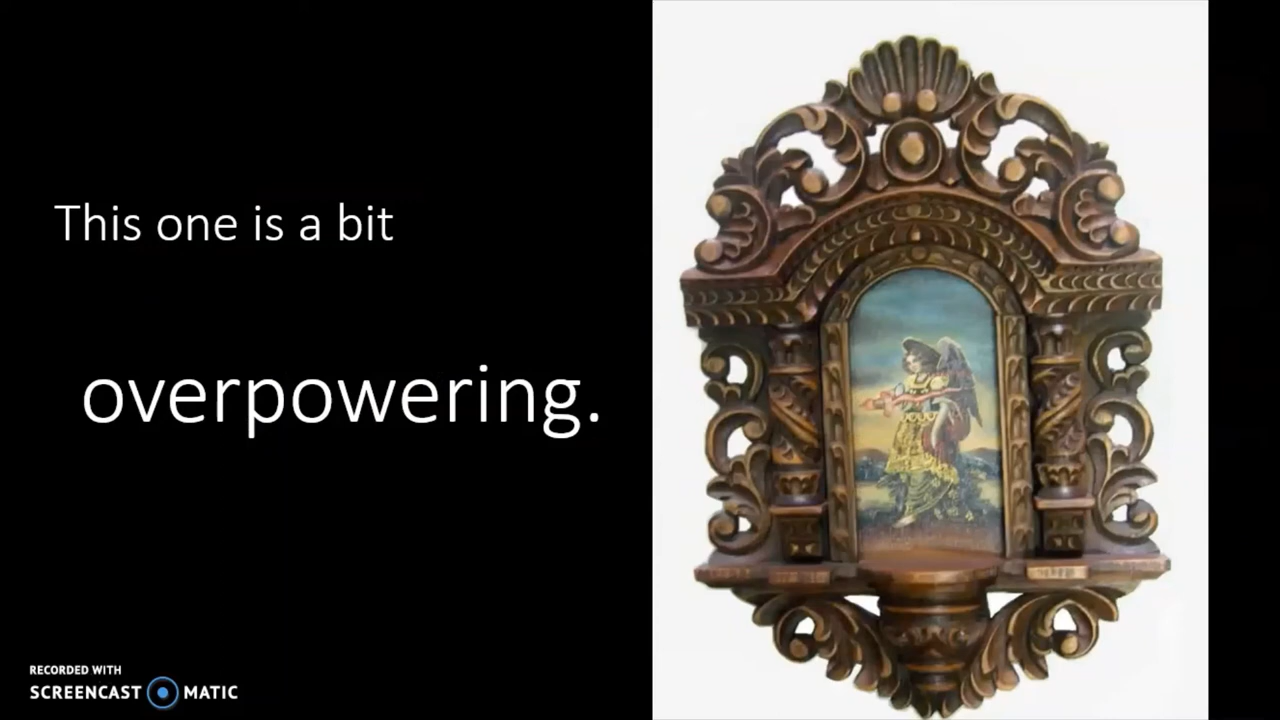 This one is a bit
overpowering.
RECORDED WITH
SCREENCAST MATIC